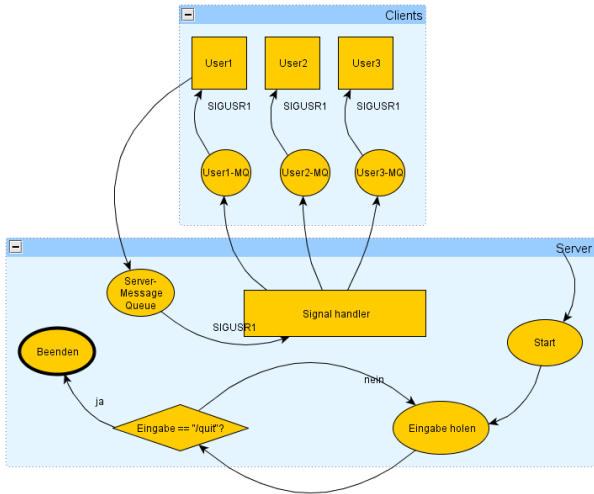 Clients
User1
User2
User3
SIGUSR1
SIGUSR1
SIGUSR1
User1-MQ
User2-MQ
User3-MQ
Server
Server-
Message
Queue
Signal handler
SIGUSR1
Start
Beenden
nein
ja
Eingabe == "/quit"?
Eingabe holen